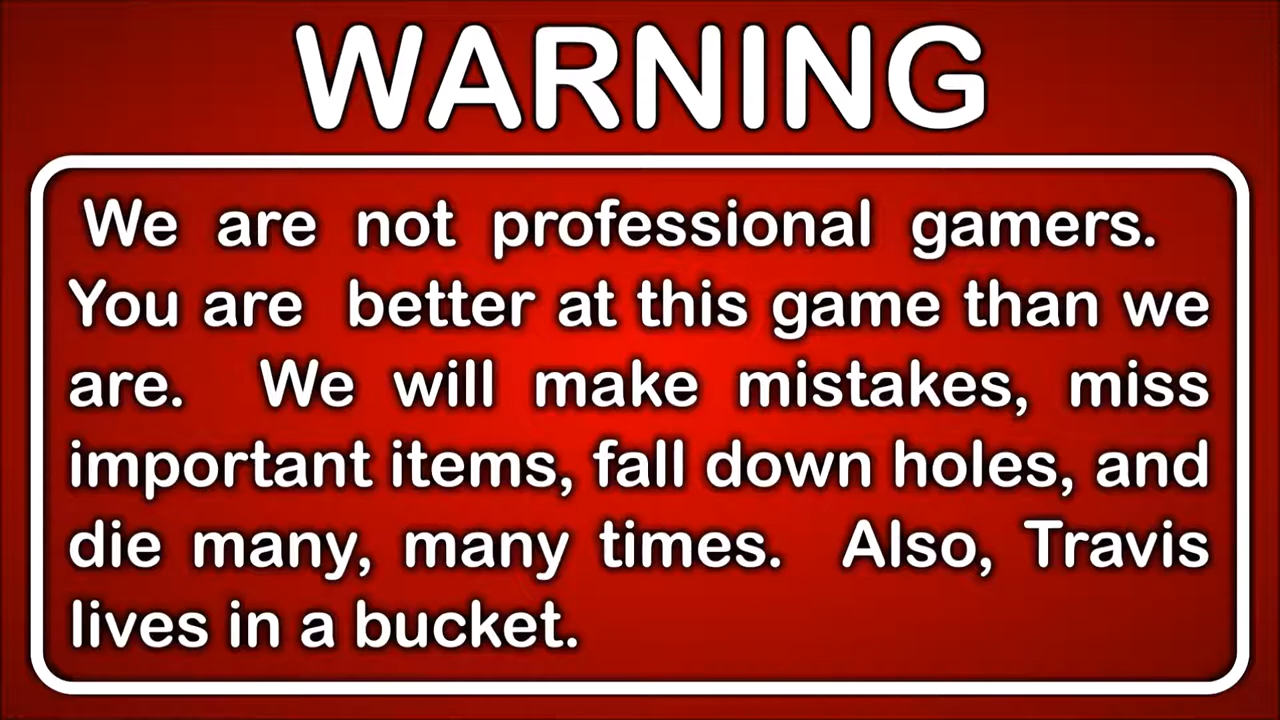 WARNING
We are not professional gamers.
You are better at this game than we
are. We will make mistakes, miss
important items, fall down holes, and
die many, many times. Also, Travis
lives in a bucket.